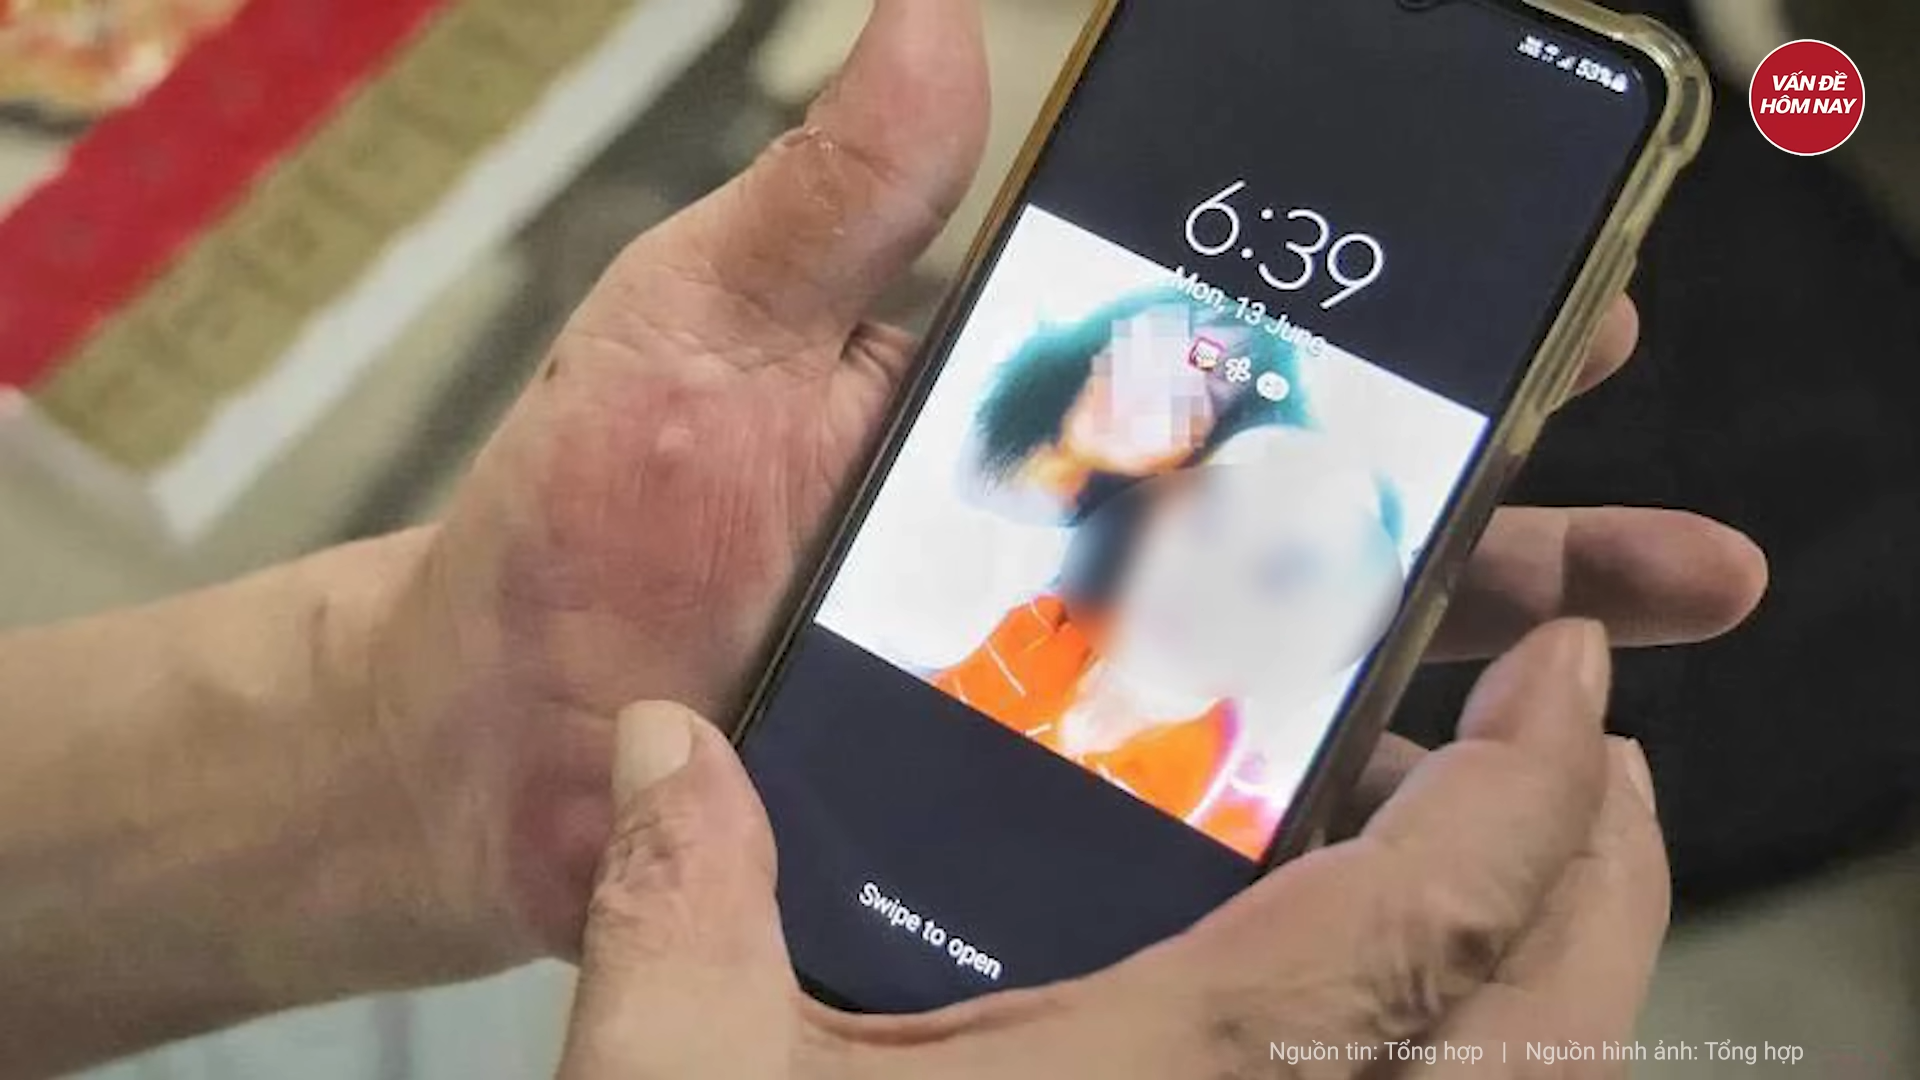 VẤN ĐỀ
HÔM NAY
53%
6:39
Mon, 13 June
Swipe to open
Nguồn tin: Tổng hợp | Nguồn hình ảnh: Tổng hợp